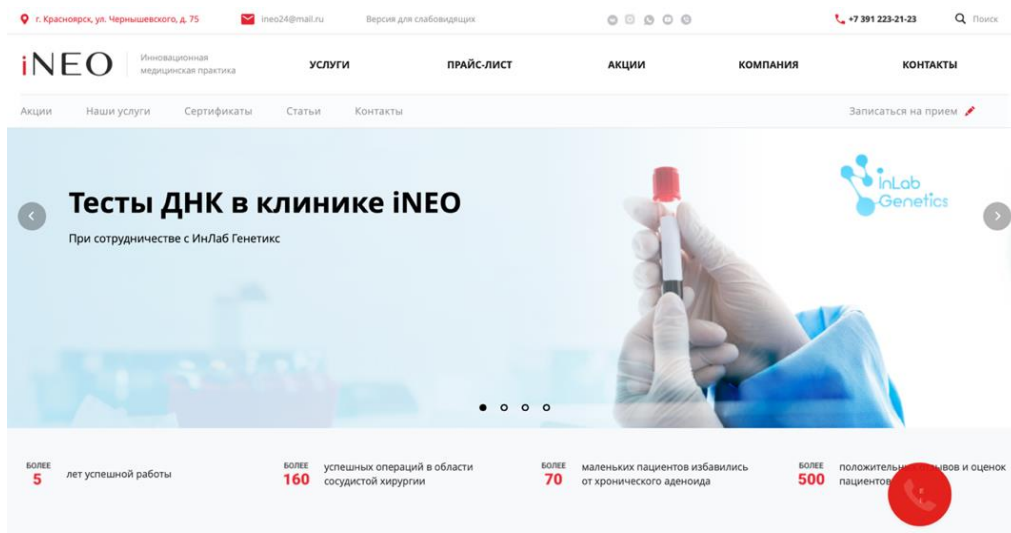 г. Красноярск, ул. Чернышевского, д. 75
ineo24@mail.ru
Версия для слабовидящих
+7 391 223-21-23
Поиск
iNEO
Инновационная
медицинская практика
УСЛУГИ
ПРАЙС-ЛИСТ
АКЦИИ
КОМПАНИЯ
КОНТАКТЫ
Акции
Наши услуги
Сертификаты
Статьи
Контакты
Записаться на прием
Тесты ДНК в клинике iNEO
При сотрудничестве с ИнЛаб Генетикс
inLab
Genetics
БОЛЕЕ
5
лет успешной работы
БОЛЕЕ
160
успешных операций в области
сосудистой хирургии
БОЛЕЕ
70
маленьких пациентов избавились
от хронического аденоида
БОЛЕЕ
500
положительных отзывов и оценок
пациентов